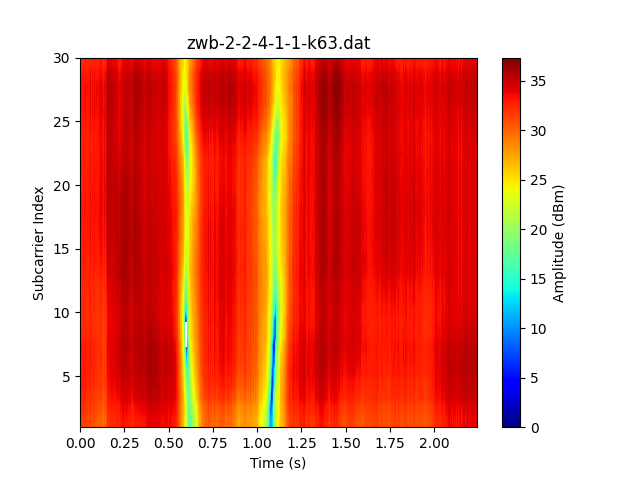 zwb-2-2-4-1-1-k63.dat
30
25
20
15
10
5
Subcarrier Index
0.00 0.25 0.50 0.75 1.00 1.25 1.50 1.75 2.00
Time (s)
35
30
25
20
15
10
5
0
Amplitude (dBm)